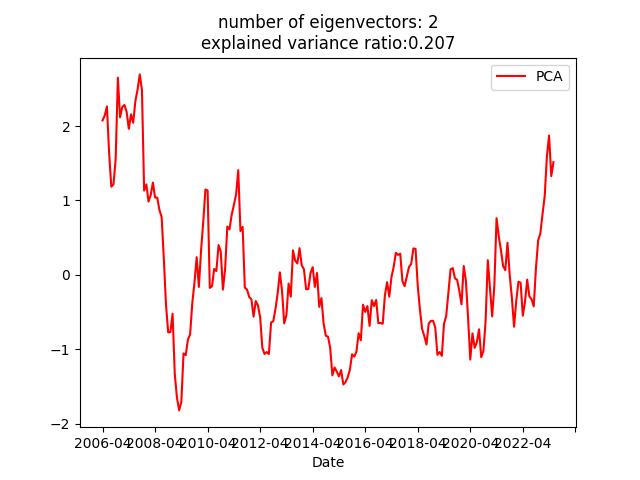 number of eigenvectors: 2
explained variance ratio:0.207
PCA
2
1
0
−1
−2
2006-04 2008-04 2010-04 2012-04 2014-04 2016-04 2018-04 2020-04 2022-04
Date